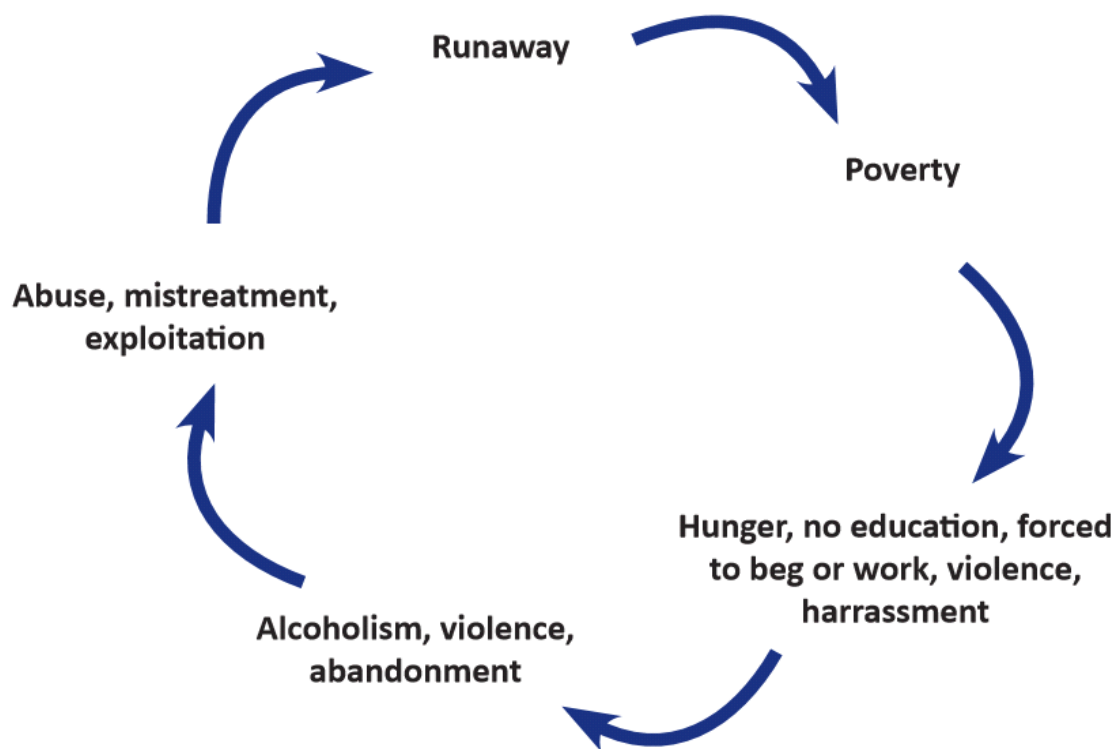 Runaway
Poverty
Hunger, no education, forced
to beg or work, violence,
harrassment
Alcoholism, violence,
abandonment
Abuse, mistreatment,
exploitation